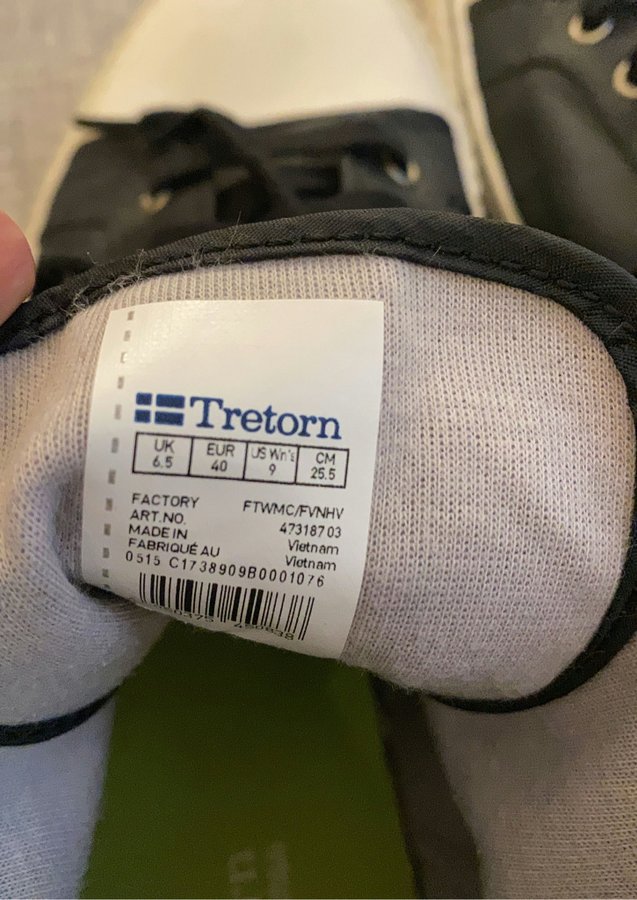 Tretorn
UK EUR US Wn's CM
6.5 40 9 25.5
FACTORY FTWMC/FVNHV
ART.NO. 47318703
MADE IN Vietnam
FABRIQUÉ AU Vietnam
0515 C1738909B0001076